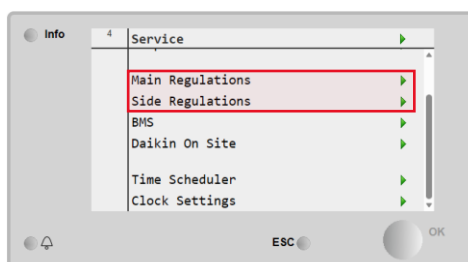 Info
4
Service
Main Regulations
Side Regulations
BMS
Daikin On Site
Time Scheduler
Clock Settings
ESC
OK